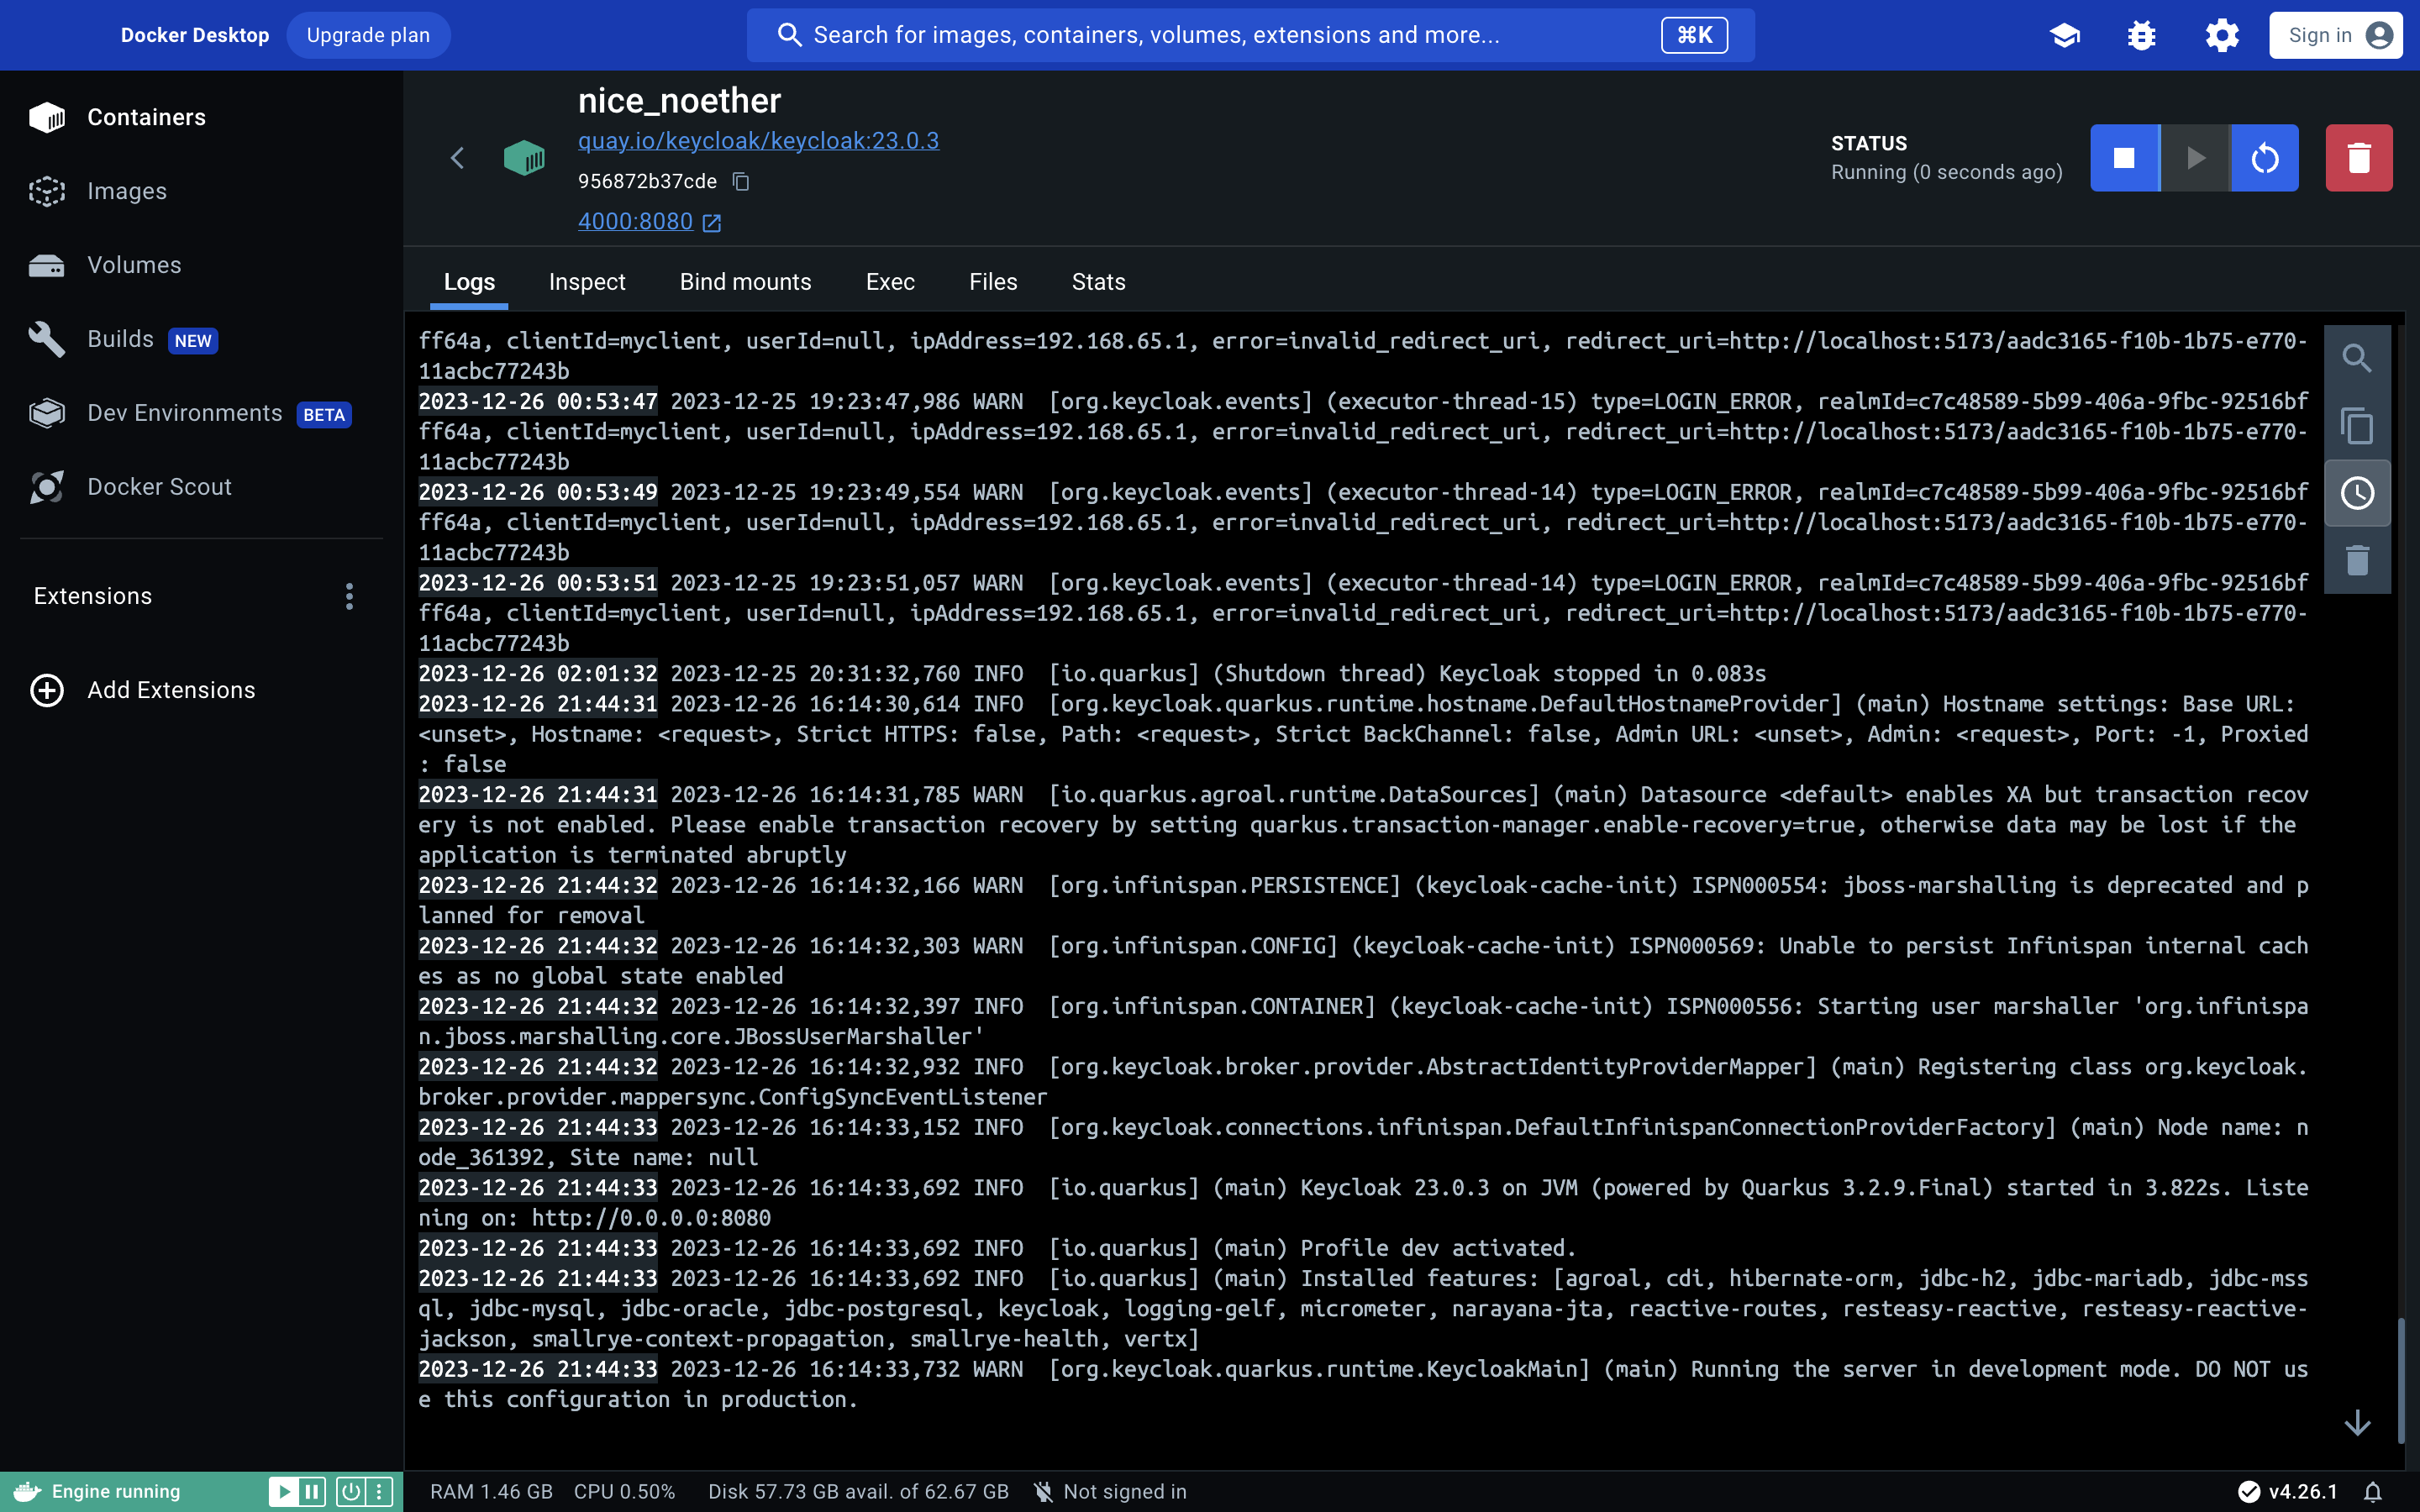 Docker Desktop
Upgrade plan
Search for images, containers, volumes, extensions and more...
⌘K
Sign in
Containers
Images
Volumes
Builds NEW
Dev Environments BETA
Docker Scout
Extensions
Add Extensions
nice_noether
quay.io/keycloak/keycloak:23.0.3
956872b37cde
4000:8080
STATUS
Running (0 seconds ago)
Logs
Inspect
Bind mounts
Exec
Files
Stats
ff64a, clientId=myclient, userId=null, ipAddress=192.168.65.1, error=invalid_redirect_uri, redirect_uri=http://localhost:5173/aadc3165-f10b-1b75-e770-
11acbc77243b
2023-12-26 00:53:47 2023-12-25 19:23:47,986 WARN  [org.keycloak.events] (executor-thread-15) type=LOGIN_ERROR, realmId=c7c48589-5b99-406a-9fbc-92516bf
ff64a, clientId=myclient, userId=null, ipAddress=192.168.65.1, error=invalid_redirect_uri, redirect_uri=http://localhost:5173/aadc3165-f10b-1b75-e770-
11acbc77243b
2023-12-26 00:53:49 2023-12-25 19:23:49,554 WARN  [org.keycloak.events] (executor-thread-14) type=LOGIN_ERROR, realmId=c7c48589-5b99-406a-9fbc-92516bf
ff64a, clientId=myclient, userId=null, ipAddress=192.168.65.1, error=invalid_redirect_uri, redirect_uri=http://localhost:5173/aadc3165-f10b-1b75-e770-
11acbc77243b
2023-12-26 00:53:51 2023-12-25 19:23:51,057 WARN  [org.keycloak.events] (executor-thread-14) type=LOGIN_ERROR, realmId=c7c48589-5b99-406a-9fbc-92516bf
ff64a, clientId=myclient, userId=null, ipAddress=192.168.65.1, error=invalid_redirect_uri, redirect_uri=http://localhost:5173/aadc3165-f10b-1b75-e770-
11acbc77243b
2023-12-26 02:01:32 2023-12-25 20:31:32,760 INFO  [io.quarkus] (Shutdown thread) Keycloak stopped in 0.083s
2023-12-26 21:44:31 2023-12-26 16:14:30,614 INFO  [org.keycloak.quarkus.runtime.hostname.DefaultHostnameProvider] (main) Hostname settings: Base URL:
<unset>, Hostname: <request>, Strict HTTPS: false, Path: <request>, Strict BackChannel: false, Admin URL: <unset>, Admin: <request>, Port: -1, Proxied
: false
2023-12-26 21:44:31 2023-12-26 16:14:31,785 WARN  [io.quarkus.agroal.runtime.DataSources] (main) Datasource <default> enables XA but transaction recov
ery is not enabled. Please enable transaction recovery by setting quarkus.transaction-manager.enable-recovery=true, otherwise data may be lost if the
application is terminated abruptly
2023-12-26 21:44:32 2023-12-26 16:14:32,166 WARN  [org.infinispan.PERSISTENCE] (keycloak-cache-init) ISPN000554: jboss-marshalling is deprecated and p
lanned for removal
2023-12-26 21:44:32 2023-12-26 16:14:32,303 WARN  [org.infinispan.CONFIG] (keycloak-cache-init) ISPN000569: Unable to persist Infinispan internal cach
es as no global state enabled
2023-12-26 21:44:32 2023-12-26 16:14:32,397 INFO  [org.infinispan.CONTAINER] (keycloak-cache-init) ISPN000556: Starting user marshaller 'org.infinispa
n.jboss.marshalling.core.JBossUserMarshaller'
2023-12-26 21:44:32 2023-12-26 16:14:32,932 INFO  [org.keycloak.broker.provider.AbstractIdentityProviderMapper] (main) Registering class org.keycloak.
broker.provider.mappersync.ConfigSyncEventListener
2023-12-26 21:44:33 2023-12-26 16:14:33,152 INFO  [org.keycloak.connections.infinispan.DefaultInfinispanConnectionProviderFactory] (main) Node name: n
ode_361392, Site name: null
2023-12-26 21:44:33 2023-12-26 16:14:33,692 INFO  [io.quarkus] (main) Keycloak 23.0.3 on JVM (powered by Quarkus 3.2.9.Final) started in 3.822s. Liste
ning on: http://0.0.0.0:8080
2023-12-26 21:44:33 2023-12-26 16:14:33,692 INFO  [io.quarkus] (main) Profile dev activated.
2023-12-26 21:44:33 2023-12-26 16:14:33,692 INFO  [io.quarkus] (main) Installed features: [agroal, cdi, hibernate-orm, jdbc-h2, jdbc-mariadb, jdbc-mss
ql, jdbc-mysql, jdbc-oracle, jdbc-postgresql, keycloak, logging-gelf, micrometer, narayana-jta, reactive-routes, resteasy-reactive, resteasy-reactive-
jackson, smallrye-context-propagation, smallrye-health, vertx]
2023-12-26 21:44:33 2023-12-26 16:14:33,732 WARN  [org.keycloak.quarkus.runtime.KeycloakMain] (main) Running the server in development mode. DO NOT us
e this configuration in production.
Engine running
RAM 1.46 GB
CPU 0.50%
Disk 57.73 GB avail. of 62.67 GB
Not signed in
v4.26.1